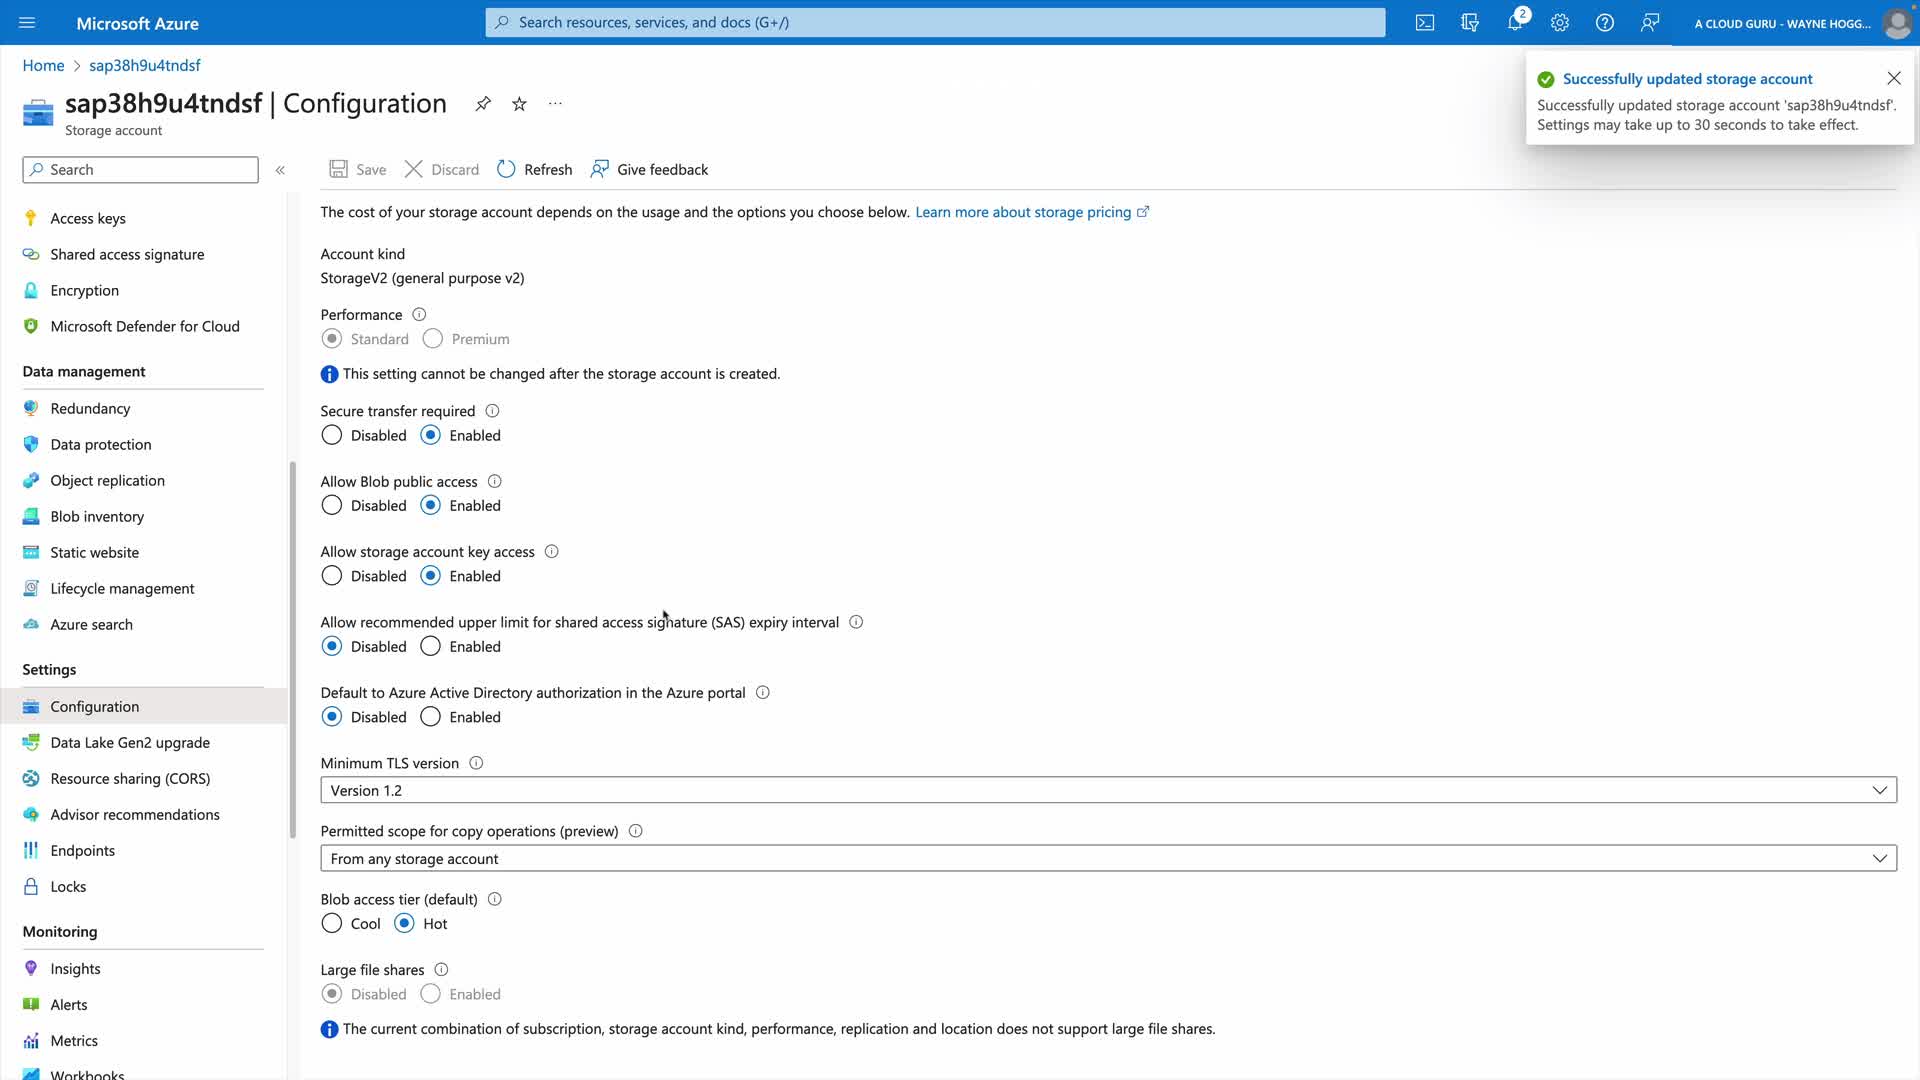 Microsoft Azure
Search resources, services, and docs (G+/)
2
A CLOUD GURU - WAYNE HOGG...
Home > sap38h9u4tndsf
sap38h9u4tndsf | Configuration
...
Storage account
Successfully updated storage account
Successfully updated storage account 'sap38h9u4tndsf'.
Settings may take up to 30 seconds to take effect.
Search
«
Save
Discard
Refresh
Give feedback
Access keys
Shared access signature
Encryption
Microsoft Defender for Cloud
Data management
Redundancy
Data protection
Object replication
Blob inventory
Static website
Lifecycle management
Azure search
Settings
Configuration
Data Lake Gen2 upgrade
Resource sharing (CORS)
Advisor recommendations
Endpoints
Locks
Monitoring
Insights
Alerts
Metrics
Workbooks
The cost of your storage account depends on the usage and the options you choose below. Learn more about storage pricing
Account kind
StorageV2 (general purpose v2)
Performance
Standard Premium
This setting cannot be changed after the storage account is created.
Secure transfer required
Disabled Enabled
Allow Blob public access
Disabled Enabled
Allow storage account key access
Disabled Enabled
Allow recommended upper limit for shared access signature (SAS) expiry interval
Disabled Enabled
Default to Azure Active Directory authorization in the Azure portal
Disabled Enabled
Minimum TLS version
Version 1.2
Permitted scope for copy operations (preview)
From any storage account
Blob access tier (default)
Cool Hot
Large file shares
Disabled Enabled
The current combination of subscription, storage account kind, performance, replication and location does not support large file shares.